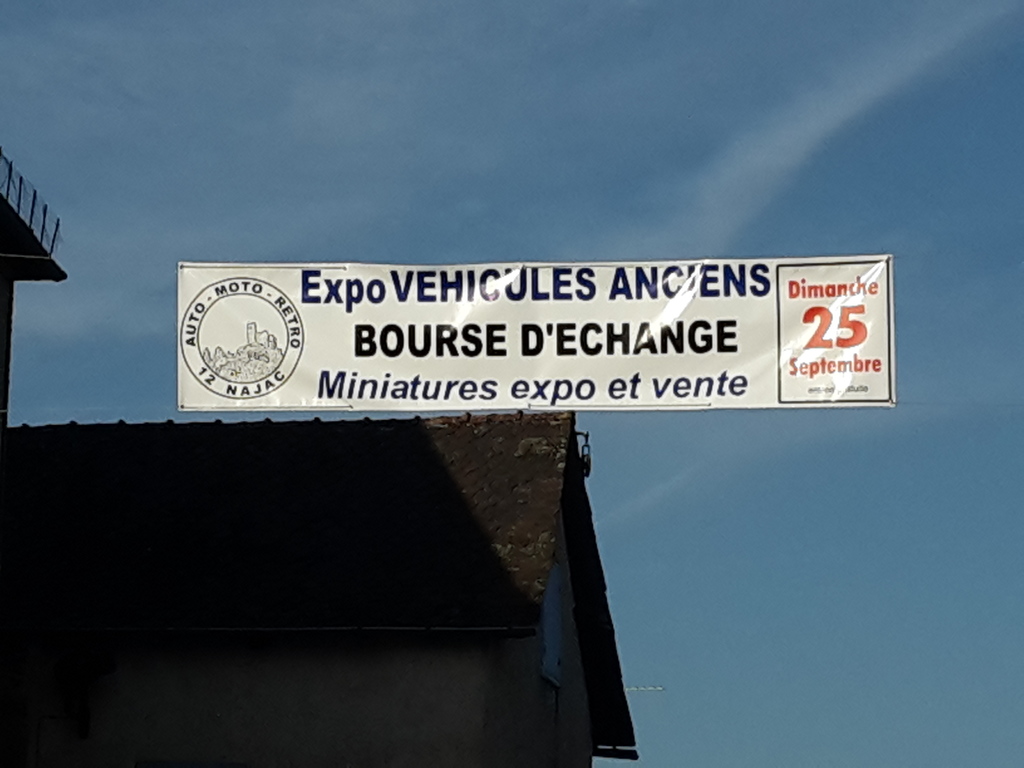 AUTO - MOTO - RETRO
12 NAJAC
Expo VEHICULES ANCIENS
BOURSE D'ECHANGE
Miniatures expo et vente
Dimanche
25
Septembre